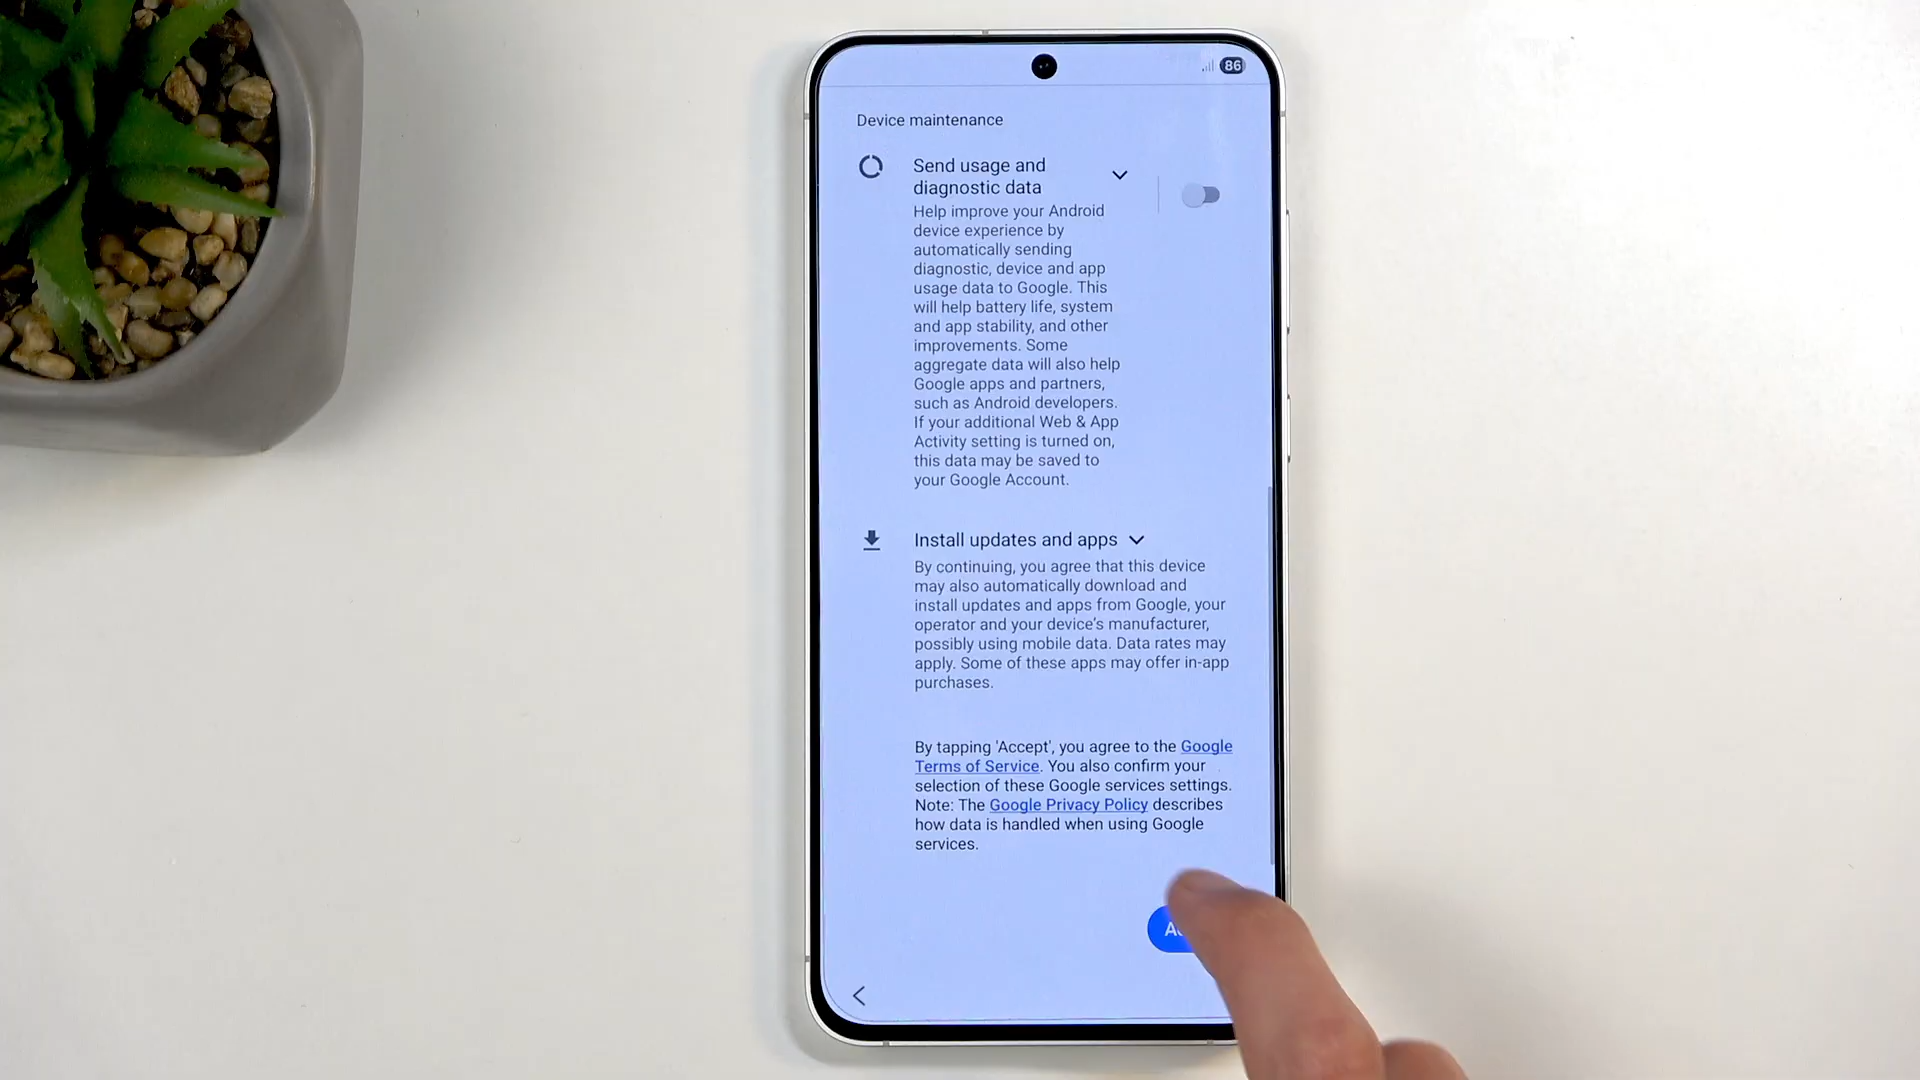 86
Device maintenance
Send usage and
diagnostic data
Help improve your Android
device experience by
automatically sending
diagnostic, device and app
usage data to Google. This
will help battery life, system
and app stability, and other
improvements. Some
aggregate data will also help
Google apps and partners,
such as Android developers.
If your additional Web & App
Activity setting is turned on,
this data may be saved to
your Google Account.
Install updates and apps
By continuing, you agree that this device
may also automatically download and
install updates and apps from Google, your
operator and your device's manufacturer,
possibly using mobile data. Data rates may
apply. Some of these apps may offer in-app
purchases.
By tapping 'Accept', you agree to the Google
Terms of Service. You also confirm your
selection of these Google services settings.
Note: The Google Privacy Policy describes
how data is handled when using Google
services.